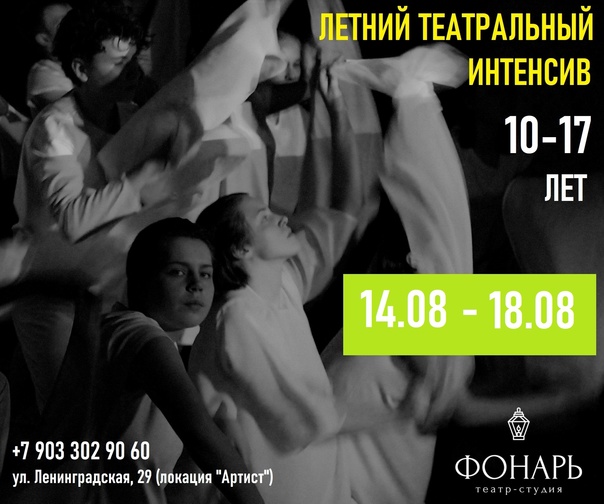 ЛЕТНИЙ ТЕАТРАЛЬНЫЙ
ИНТЕНСИВ
10-17
ЛЕТ
14.08 - 18.08
+7 903 302 90 60
ул. Ленинградская, 29 (локация "Артист")
ФОНАРЬ
театр-студия